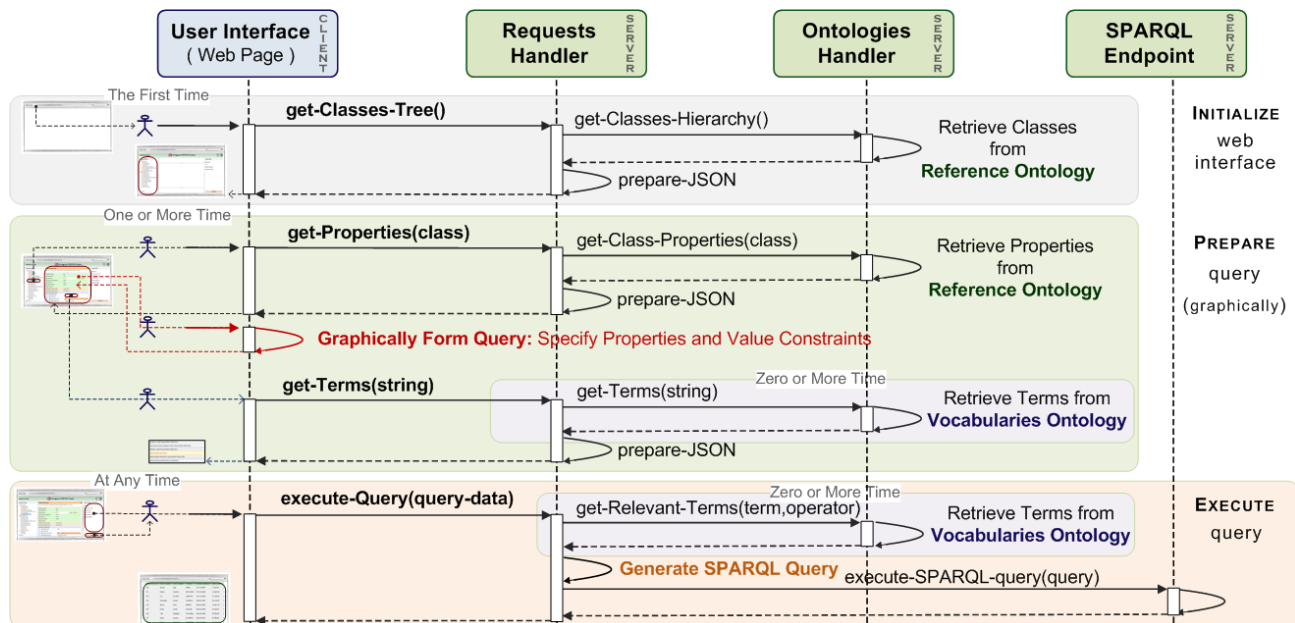 User Interface
( Web Page )
CLIENT
Requests
Handler
SERVER
Ontologies
Handler
SERVER
SPARQL
Endpoint
SERVER
The First Time
get-Classes-Tree()
get-Classes-Hierarchy()
Retrieve Classes
from
Reference Ontology
INITIALIZE
web
interface
prepare-JSON
One or More Time
get-Properties(class)
get-Class-Properties(class)
Retrieve Properties
from
Reference Ontology
PREPARE
query
(graphically)
prepare-JSON
Graphically Form Query: Specify Properties and Value Constraints
Zero or More Time
get-Terms(string)
get-Terms(string)
Retrieve Terms from
Vocabularies Ontology
prepare-JSON
At Any Time
Zero or More Time
execute-Query(query-data)
get-Relevant-Terms(term,operator)
Retrieve Terms from
Vocabularies Ontology
EXECUTE
query
Generate SPARQL Query
execute-SPARQL-query(query)